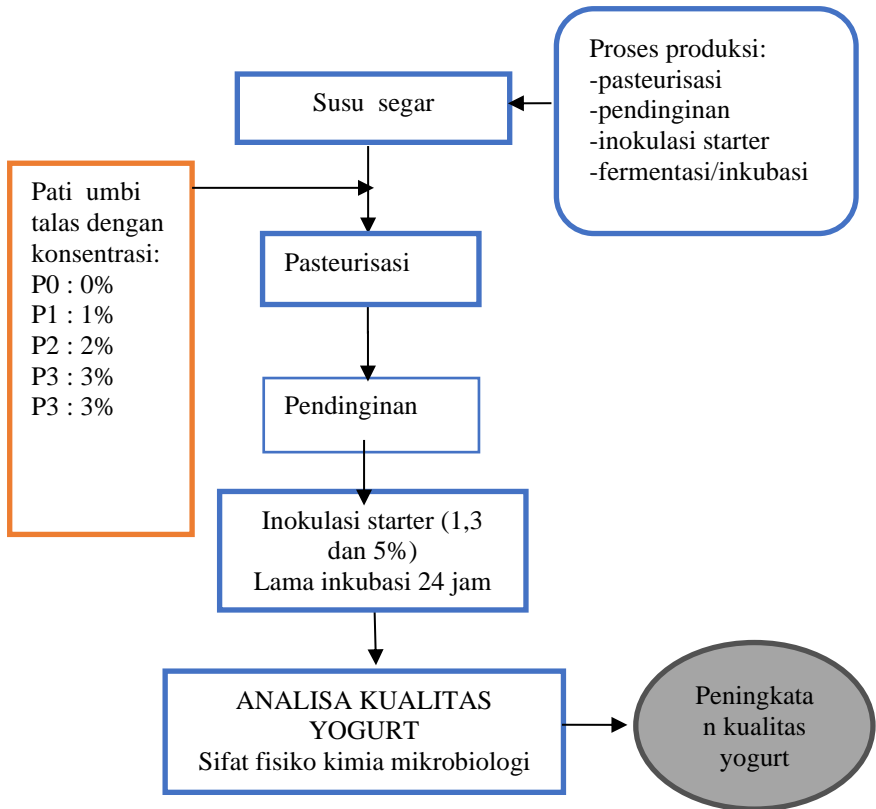 Proses produksi:
-pasteurisasi
-pendinginan
-inokulasi starter
-fermentasi/inkubasi
Susu segar
Pati umbi
talas dengan
konsentrasi:
P0 : 0%
P1 : 1%
P2 : 2%
P3 : 3%
P3 : 3%
Pasteurisasi
Pendinginan
Inokulasi starter (1,3
dan 5%)
Lama inkubasi 24 jam
ANALISA KUALITAS
YOGURT
Sifat fisiko kimia mikrobiologi
Peningkata
n kualitas
yogurt